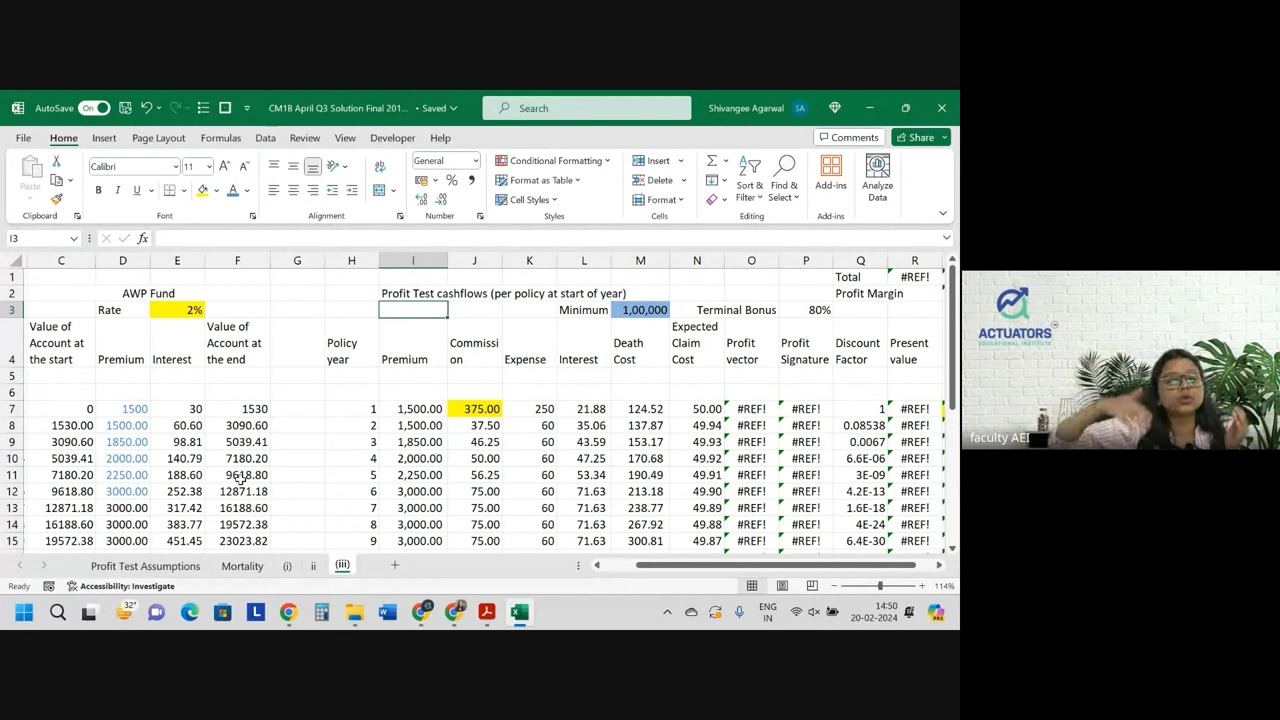 AutoSave On CM1B April Q3 Solution Final 201... • Saved Search Shivangee Agarwal SA
File Home Insert Page Layout Formulas Data Review View Developer Help Comments Share
Paste Calibri 11 General Conditional Formatting Format as Table Cell Styles Insert Delete Format Sort & Filter Find & Select Add-ins Analyze Data
Clipboard Font Alignment Number Styles Cells Editing Add-ins
I3 fx
C D E F G H I J K L M N O P Q R
1 Total #REF!
2 AWP Fund Profit Test cashflows (per policy at start of year) Profit Margin
3 Rate 2% Minimum 1,00,000 Terminal Bonus 80%
4 Value of Account at the start Premium Interest Value of Account at the end Policy year Premium Commissi on Expense Interest Death Cost Expected Claim Cost Profit vector Profit Signature Discount Factor Present value
5
6
7 0 1500 30 1530 1 1,500.00 375.00 250 21.88 124.52 50.00 #REF! #REF! 1 #REF!
8 1530.00 1500.00 60.60 3090.60 2 1,500.00 37.50 60 35.06 137.87 49.94 #REF! #REF! 0.08538 #REF!
9 3090.60 1850.00 98.81 5039.41 3 1,850.00 46.25 60 43.59 153.17 49.93 #REF! #REF! 0.0067 #REF!
10 5039.41 2000.00 140.79 7180.20 4 2,000.00 50.00 60 47.25 170.68 49.92 #REF! #REF! 6.6E-06 #REF!
11 7180.20 2250.00 188.60 9618.80 5 2,250.00 56.25 60 53.34 190.49 49.91 #REF! #REF! 3E-09 #REF!
12 9618.80 3000.00 252.38 12871.18 6 3,000.00 75.00 60 71.63 213.18 49.90 #REF! #REF! 4.2E-13 #REF!
13 12871.18 3000.00 317.42 16188.60 7 3,000.00 75.00 60 71.63 238.77 49.89 #REF! #REF! 1.6E-18 #REF!
14 16188.60 3000.00 383.77 19572.38 8 3,000.00 75.00 60 71.63 267.92 49.88 #REF! #REF! 4E-24 #REF!
15 19572.38 3000.00 451.45 23023.82 9 3,000.00 75.00 60 71.63 300.81 49.87 #REF! #REF! 6.4E-30 #REF!
Profit Test Assumptions Mortality (i) ii (iii)
Ready Accessibility: Investigate 114%
32° ENG IN 14:50 20-02-2024
ACTUATORS
EDUCATIONAL INSTITUTE
faculty AEI